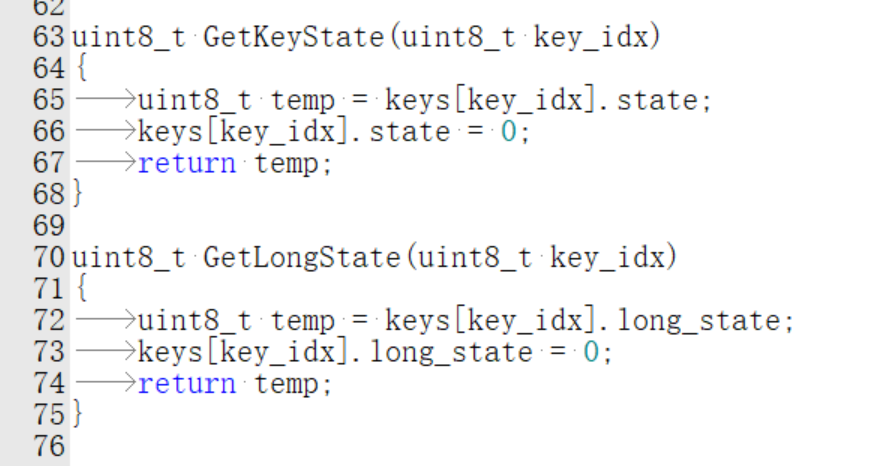 62
63 uint8_t GetKeyState(uint8_t key_idx)
64 {
65 uint8_t temp = keys[key_idx].state;
66 keys[key_idx].state = 0;
67 return temp;
68 }
69
70 uint8_t GetLongState(uint8_t key_idx)
71 {
72 uint8_t temp = keys[key_idx].long_state;
73 keys[key_idx].long_state = 0;
74 return temp;
75 }
76